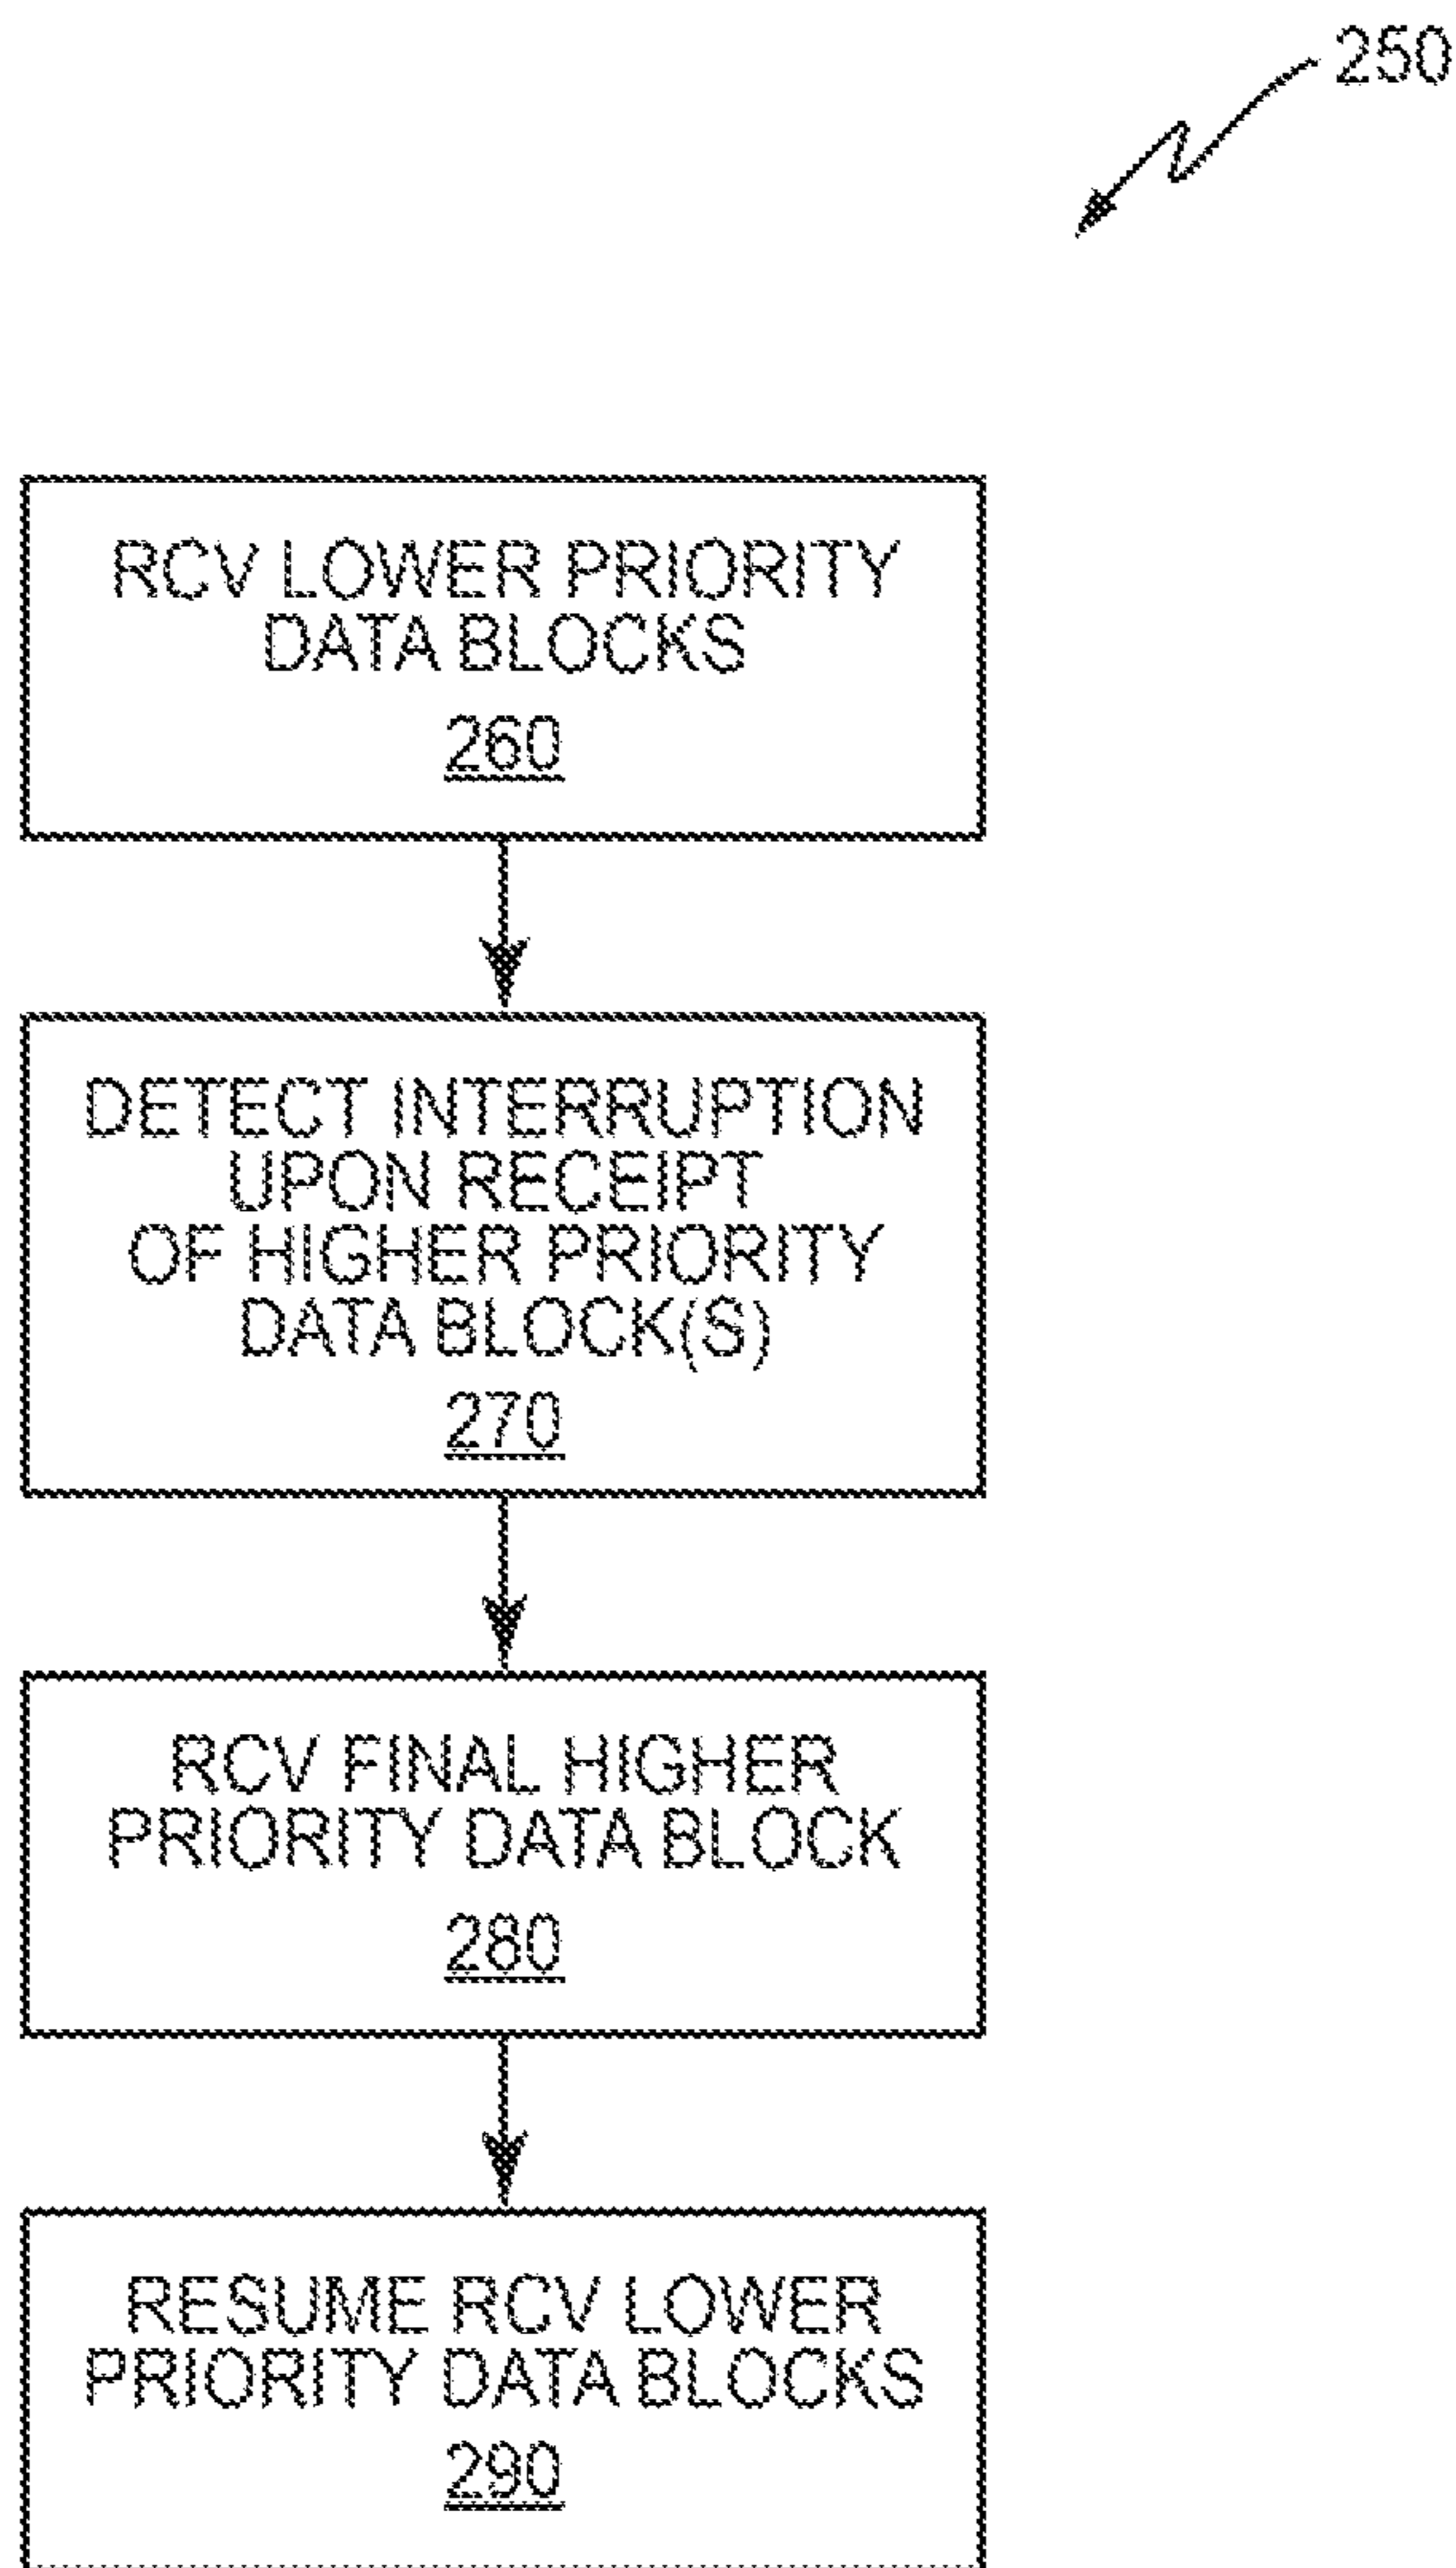 250
RCV LOWER PRIORITY
DATA BLOCKS
260
DETECT INTERRUPTION
UPON RECEIPT
OF HIGHER PRIORITY
DATA BLOCK(S)
270
RCV FINAL HIGHER
PRIORITY DATA BLOCK
280
RESUME RCV LOWER
PRIORITY DATA BLOCKS
290